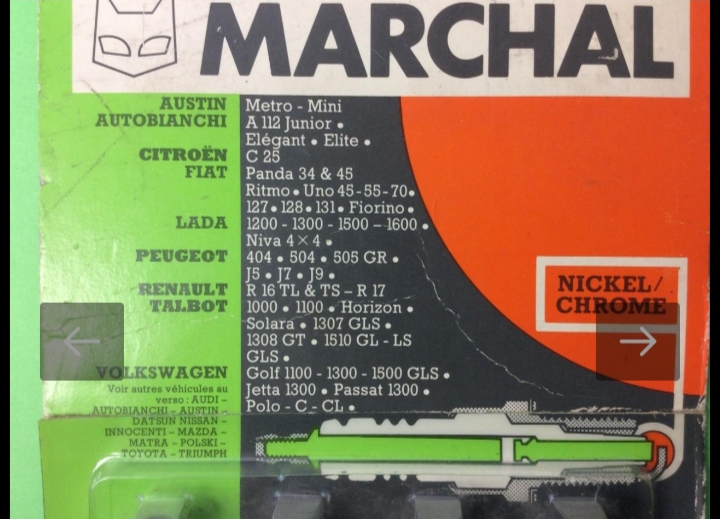 MARCHAL
AUSTIN Metro - Mini
AUTOBIANCHI A 112 Junior •
Elégant • Elite •
CITROËN C 25
FIAT Panda 34 & 45
Ritmo • Uno 45-55-70 •
127 • 128 • 131 • Fiorino •
LADA 1200 - 1300 - 1500 – 1600 •
Niva 4×4 •
PEUGEOT 404 • 504 • 505 GR •
J5 • J7 • J9 •
RENAULT R 16 TL & TS – R 17
TALBOT 1000 • 1100 • Horizon •
Solara • 1307 GLS •
1308 GT • 1510 GL - LS
GLS •
VOLKSWAGEN Golf 1100 - 1300 - 1500 GLS •
Jetta 1300 • Passat 1300 •
Polo - C - CL •
Voir autres véhicules au
verso : AUDI –
AUTOBIANCHI – AUSTIN –
DATSUN NISSAN –
INNOCENTI – MAZDA –
MATRA – POLSKI –
TOYOTA – TRIUMPH
NICKEL/
CHROME